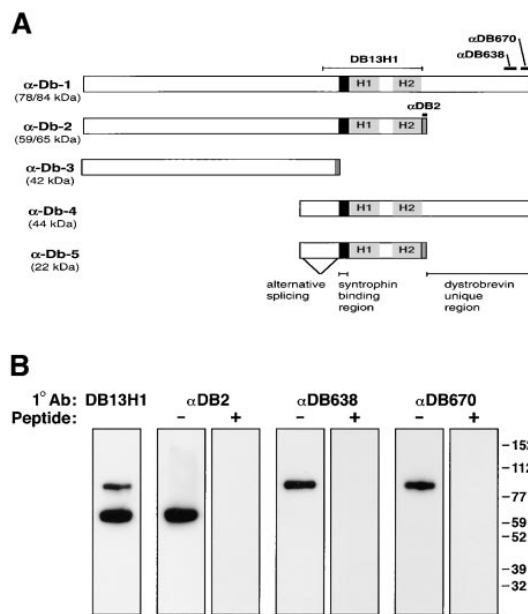 A
αDB670
DB13H1
αDB638
α-Db-1
(78/84 kDa)
H1
H2
αDB2
α-Db-2
(59/65 kDa)
H1
H2
α-Db-3
(42 kDa)
α-Db-4
(44 kDa)
H1
H2
α-Db-5
(22 kDa)
H1
H2
alternative
splicing
syntrophin
binding
region
dystrobrevin
unique
region
B
1° Ab: DB13H1 αDB2 αDB638 αDB670
Peptide: – + – + – +
-152
-112
-77
-59
-52
-39
-32